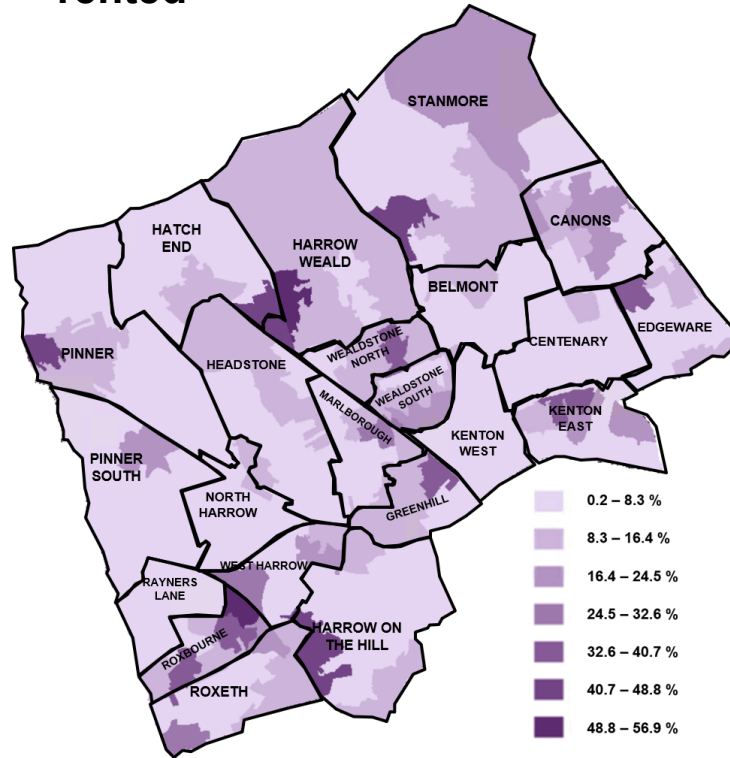 rented
STANMORE
CANONS
HATCH
END
HARROW
WEALD
BELMONT
EDGEWARE
CENTENARY
PINNER
HEADSTONE
WEALDSTONE
NORTH
WEALDSTONE
SOUTH
MARLBOROUGH
KENTON
EAST
KENTON
WEST
PINNER
SOUTH
NORTH
HARROW
GREENHILL
WEST HARROW
RAYNERS
LANE
HARROW ON
THE HILL
ROXBOURNE
ROXETH
0.2 – 8.3 %
8.3 – 16.4 %
16.4 – 24.5 %
24.5 – 32.6 %
32.6 – 40.7 %
40.7 – 48.8 %
48.8 – 56.9 %